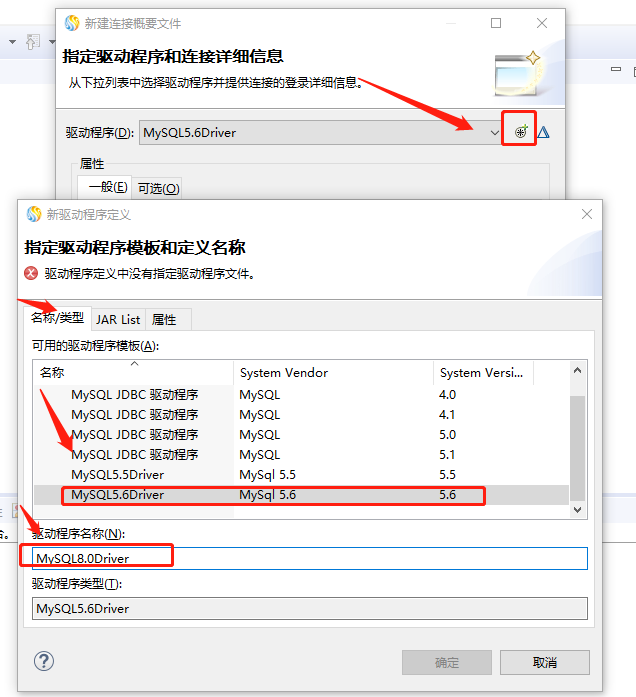 新建连接概要文件
指定驱动程序和连接详细信息
从下拉列表中选择驱动程序并提供连接的登录详细信息。
驱动程序(D): MySQL5.6Driver
属性
一般(E) 可选(O)
新驱动程序定义
指定驱动程序模板和定义名称
驱动程序定义中没有指定驱动程序文件。
名称/类型 JAR List 属性
可用的驱动程序模板(A):
名称 System Vendor System Versi...
MySQL JDBC 驱动程序 MySQL 4.0
MySQL JDBC 驱动程序 MySQL 4.1
MySQL JDBC 驱动程序 MySQL 5.0
MySQL JDBC 驱动程序 MySQL 5.1
MySQL5.5Driver MySql 5.5 5.5
MySQL5.6Driver MySql 5.6 5.6
驱动程序名称(N):
MySQL8.0Driver
驱动程序类型(T):
MySQL5.6Driver
确定 取消